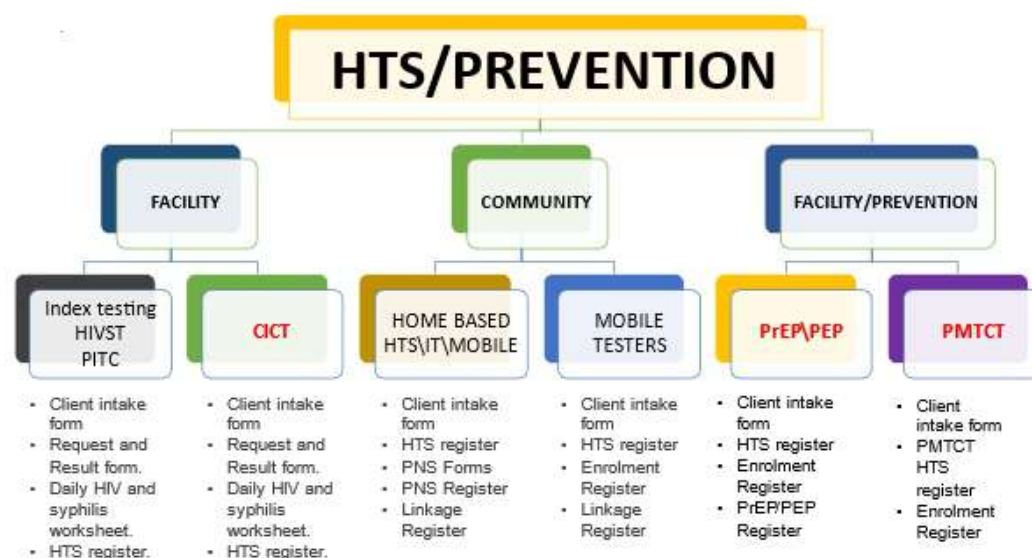 HTS/PREVENTION
FACILITY
COMMUNITY
FACILITY/PREVENTION
Index testing
HIVST
PITC
CICT
HOME BASED
HTS\IT\MOBILE
MOBILE
TESTERS
PrEP\PEP
PMTCT
• Client intake
form
• Request and
Result form.
• Daily HIV and
syphilis
worksheet.
• HTS register.
• Client intake
form
• Request and
Result form.
• Daily HIV and
syphilis
worksheet.
• HTS register.
• Client intake
form
• HTS register
• PNS Forms
• PNS Register
• Linkage
Register
• Client intake
form
• HTS register
• Enrolment
Register
• Linkage
Register
• Client intake
form
• HTS register
• Enrolment
Register
• PrEP/PEP
Register
• Client
intake form
• PMTCT
HTS
register
• Enrolment
Register